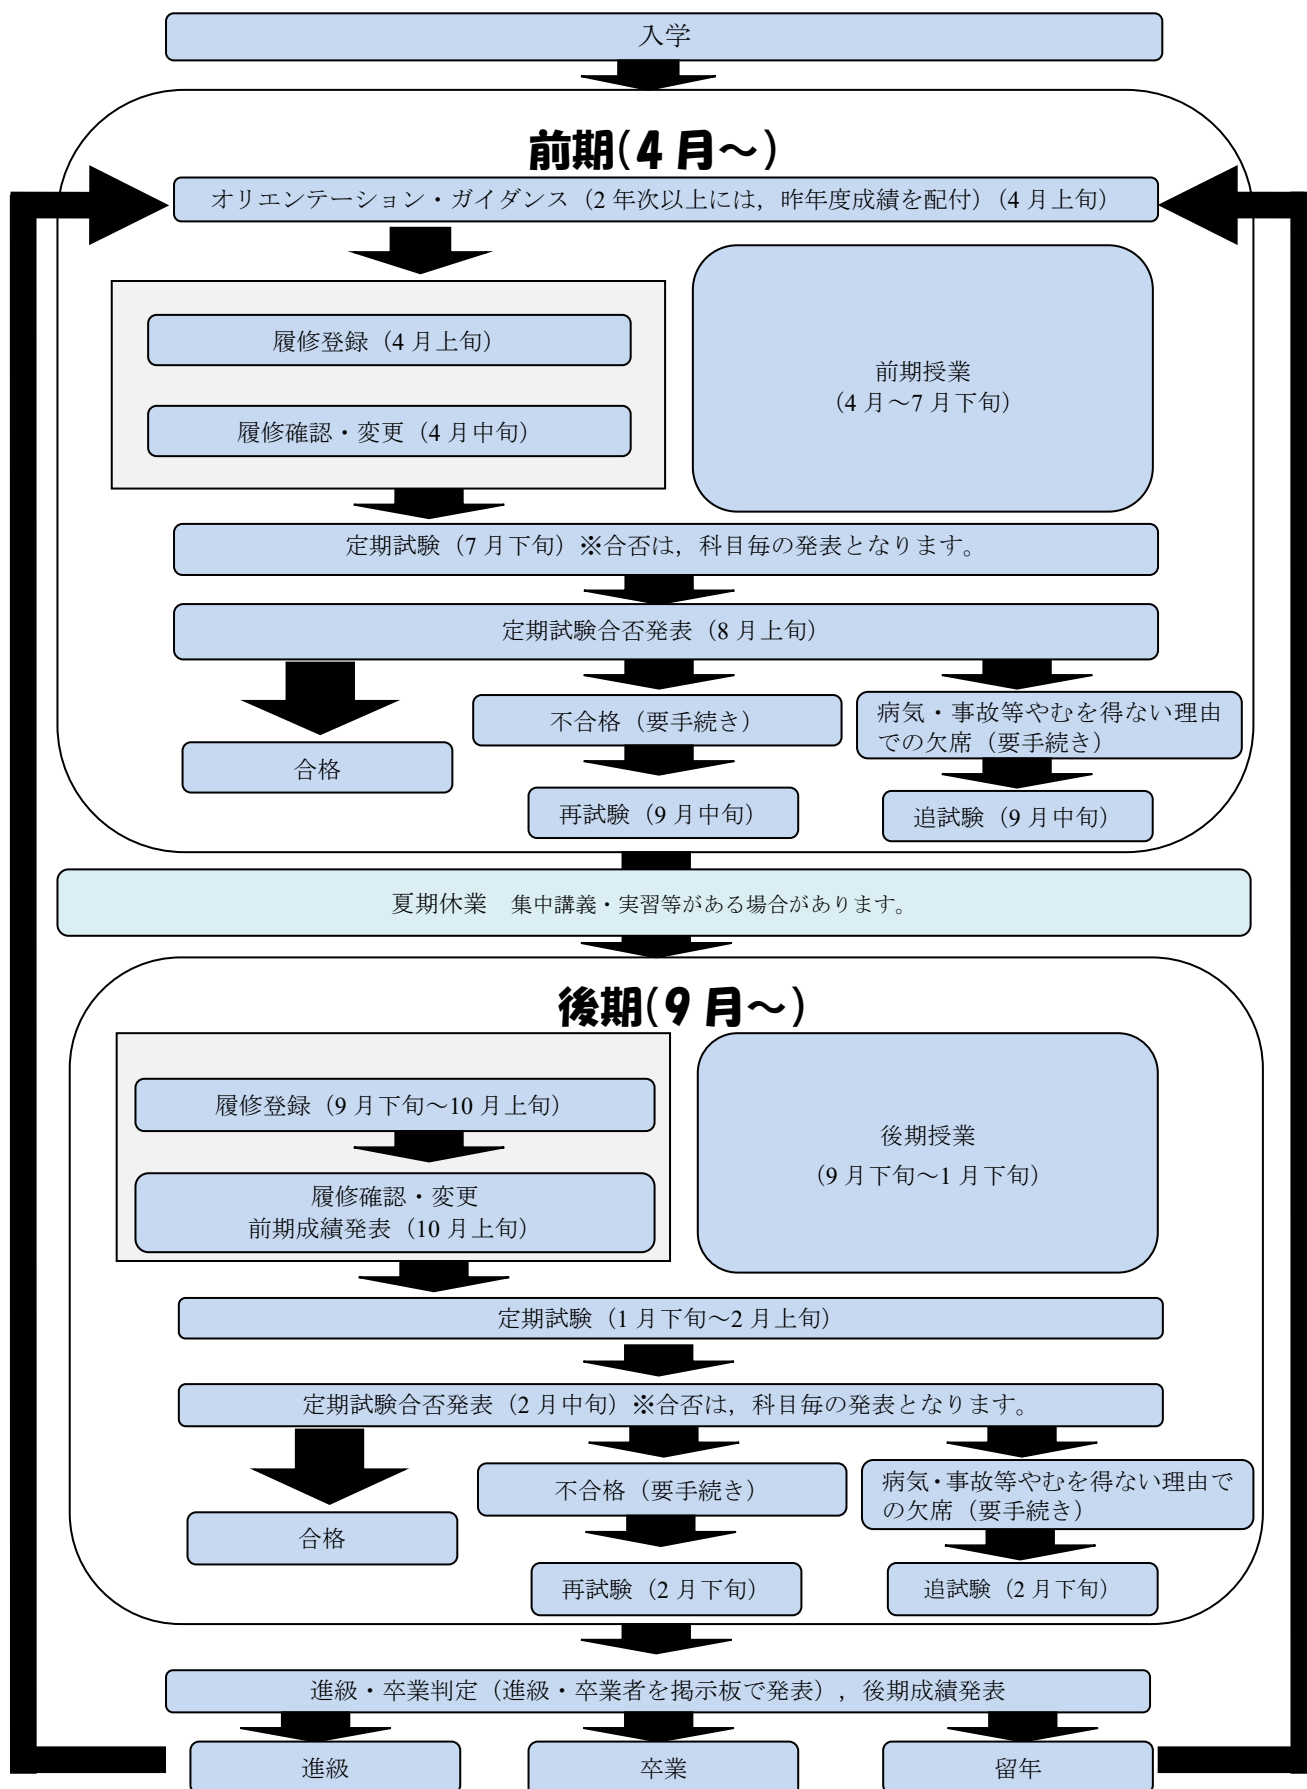 入学
前期(4月～)
オリエンテーション・ガイダンス（2 年次以上には，昨年度成績を配付）（4 月上旬）
履修登録（4 月上旬）
履修確認・変更（4 月中旬）
前期授業
（4 月～7 月下旬）
定期試験（7 月下旬）※合否は，科目毎の発表となります。
定期試験合否発表（8 月上旬）
合格
不合格（要手続き）
再試験（9 月中旬）
病気・事故等やむを得ない理由
での欠席（要手続き）
追試験（9 月中旬）
夏期休業　集中講義・実習等がある場合があります。
後期(9月～)
履修登録（9 月下旬～10 月上旬）
履修確認・変更
前期成績発表（10 月上旬）
後期授業
（9 月下旬～1 月下旬）
定期試験（1 月下旬～2 月上旬）
定期試験合否発表（2 月中旬）※合否は，科目毎の発表となります。
合格
不合格（要手続き）
再試験（2 月下旬）
病気・事故等やむを得ない理由で
の欠席（要手続き）
追試験（2 月下旬）
進級・卒業判定（進級・卒業者を掲示板で発表），後期成績発表
進級
卒業
留年